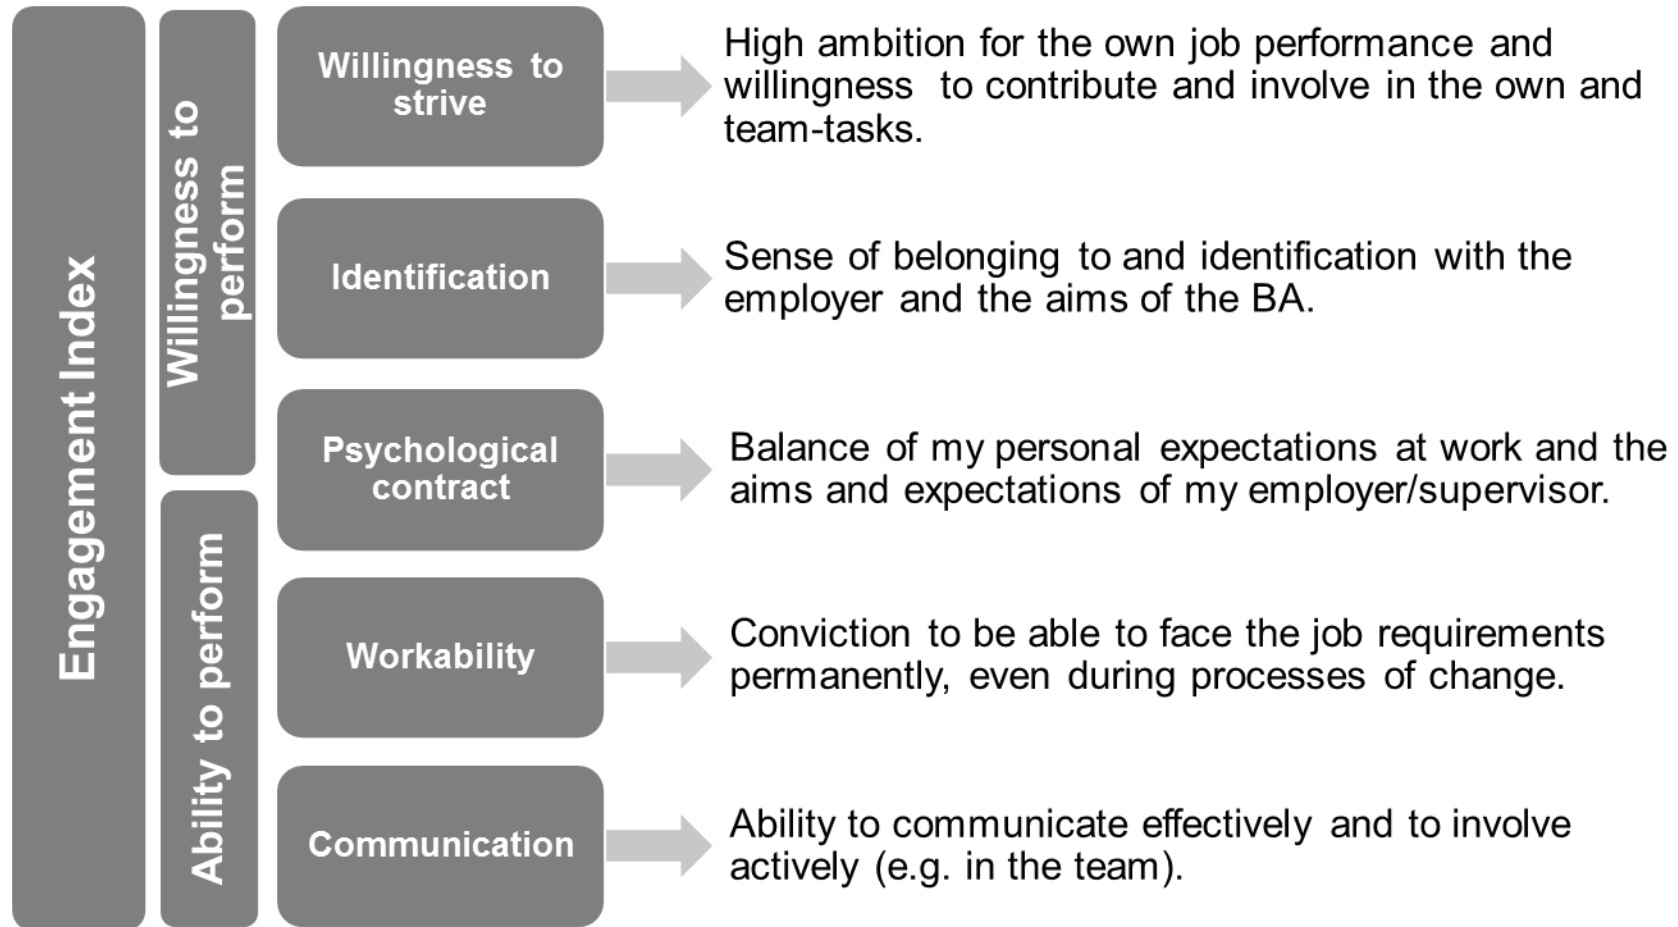 Engagement Index
Willingness to
perform
Ability to perform
Willingness to
strive
High ambition for the own job performance and
willingness to contribute and involve in the own and
team-tasks.
Identification
Sense of belonging to and identification with the
employer and the aims of the BA.
Psychological
contract
Balance of my personal expectations at work and the
aims and expectations of my employer/supervisor.
Workability
Conviction to be able to face the job requirements
permanently, even during processes of change.
Communication
Ability to communicate effectively and to involve
actively (e.g. in the team).